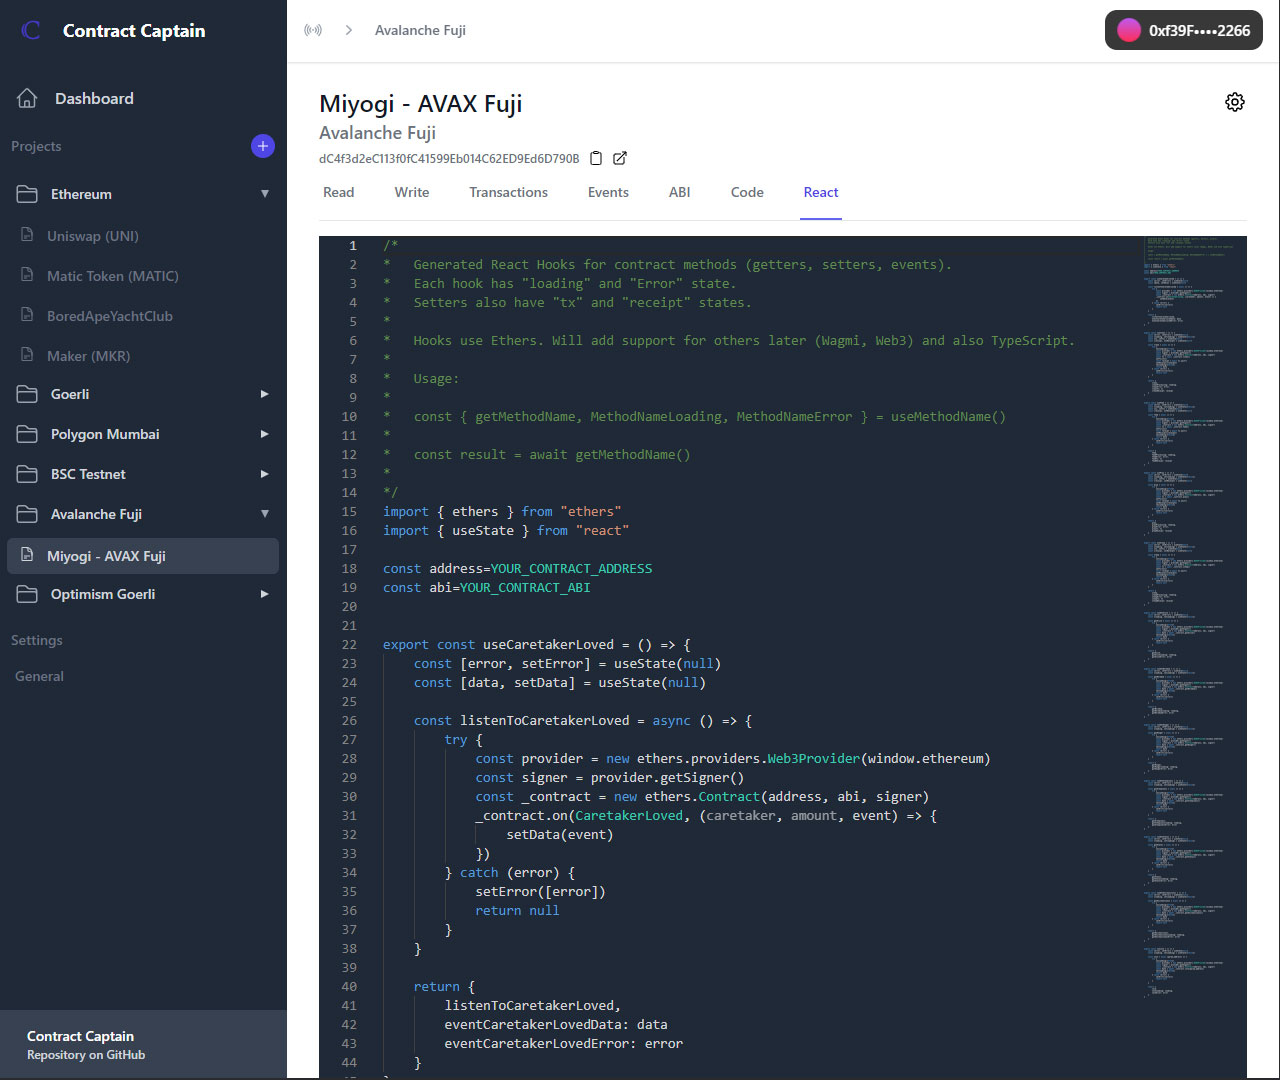 Contract Captain
Dashboard
Projects
Ethereum
Uniswap (UNI)
Matic Token (MATIC)
BoredApeYachtClub
Maker (MKR)
Goerli
Polygon Mumbai
BSC Testnet
Avalanche Fuji
Miyogi - AVAX Fuji
Optimism Goerli
Settings
General
Contract Captain
Repository on GitHub
Avalanche Fuji
0xf39F••••2266
Miyogi - AVAX Fuji
Avalanche Fuji
dC4f3d2eC113f0fC41599Eb014C62ED9Ed6D790B
Read Write Transactions Events ABI Code React
1 /*
2 * Generated React Hooks for contract methods (getters, setters, events).
3 * Each hook has "loading" and "Error" state.
4 * Setters also have "tx" and "receipt" states.
5 *
6 * Hooks use Ethers. Will add support for others later (Wagmi, Web3) and also TypeScript.
7 *
8 * Usage:
9 *
10 * const { getMethodName, MethodNameLoading, MethodNameError } = useMethodName()
11 *
12 * const result = await getMethodName()
13 *
14 */
15 import { ethers } from "ethers"
16 import { useState } from "react"
17
18 const address=YOUR_CONTRACT_ADDRESS
19 const abi=YOUR_CONTRACT_ABI
20
21
22 export const useCaretakerLoved = () => {
23 const [error, setError] = useState(null)
24 const [data, setData] = useState(null)
25
26 const listenToCaretakerLoved = async () => {
27 try {
28 const provider = new ethers.providers.Web3Provider(window.ethereum)
29 const signer = provider.getSigner()
30 const _contract = new ethers.Contract(address, abi, signer)
31 _contract.on(CaretakerLoved, (caretaker, amount, event) => {
32 setData(event)
33 })
34 } catch (error) {
35 setError([error])
36 return null
37 }
38 }
39
40 return {
41 listenToCaretakerLoved,
42 eventCaretakerLovedData: data
43 eventCaretakerLovedError: error
44 }